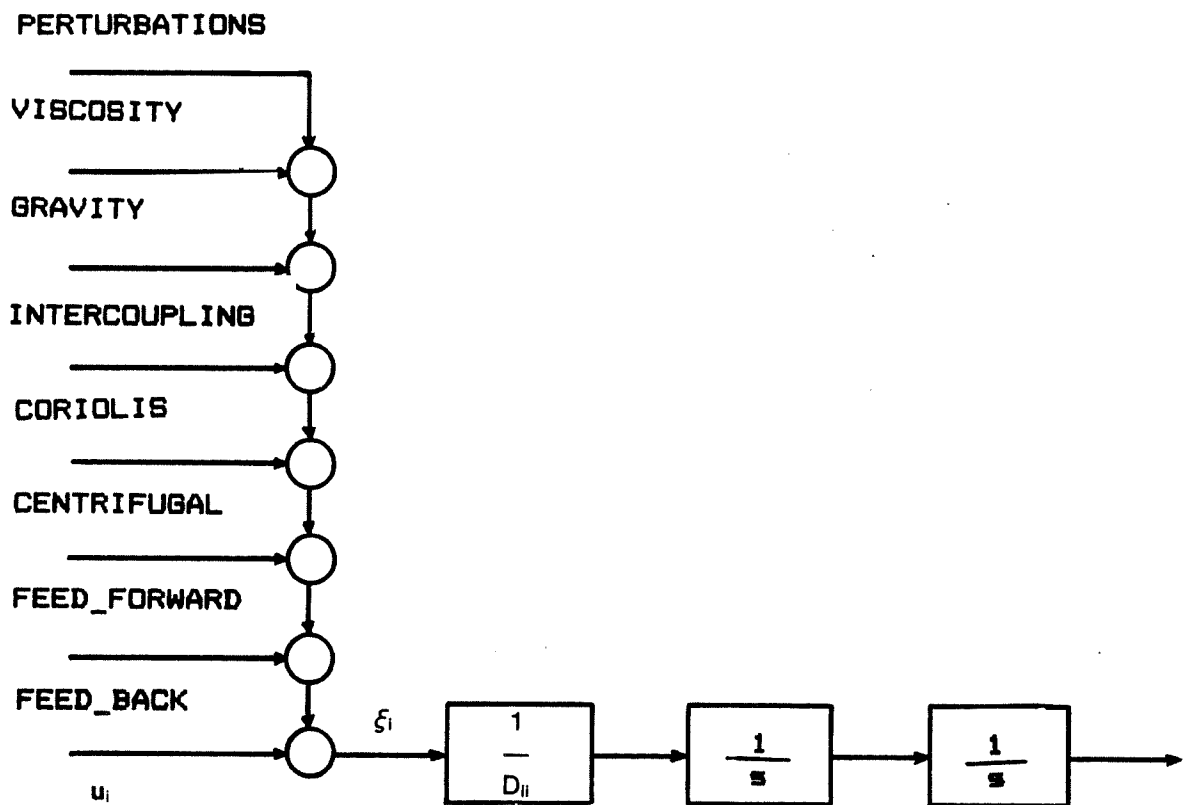 PERTURBATIONS
VISCOSITY
GRAVITY
INTERCOUPLING
CORIOLIS
CENTRIFUGAL
FEED_FORWARD
FEED_BACK
uᵢ
ξᵢ
1
Dᵢᵢ
1
s
1
s